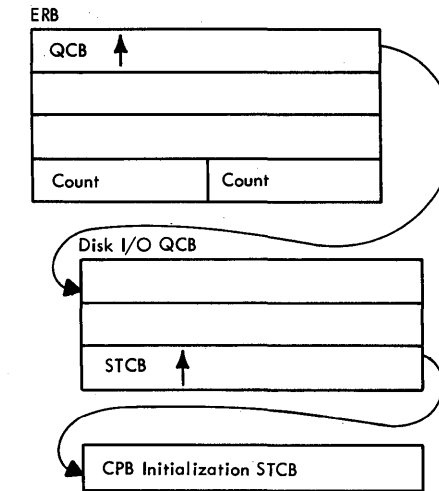 ERB
QCB
Count Count
Disk I/O QCB
STCB
CPB Initialization STCB